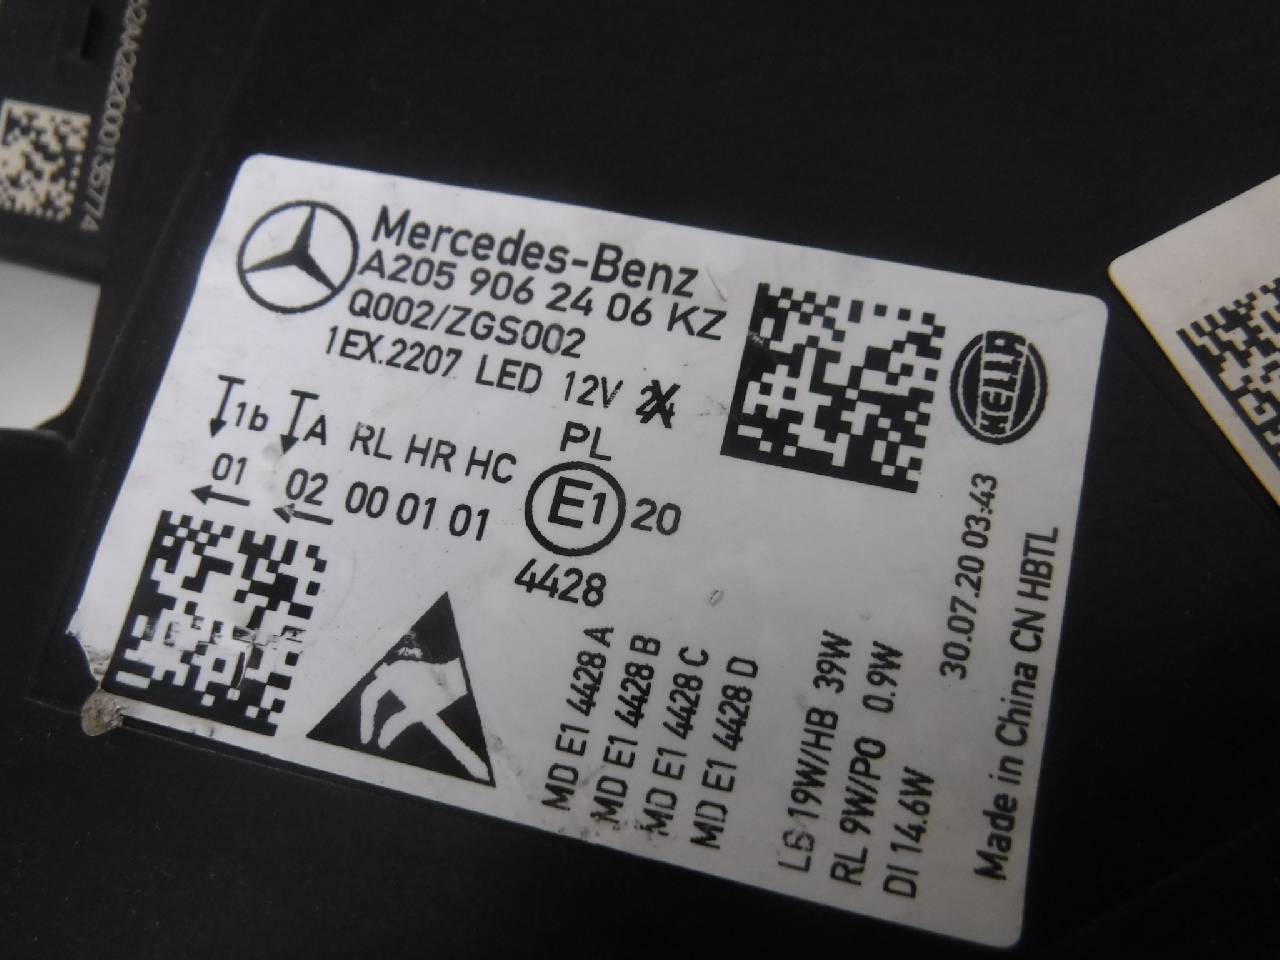 Mercedes-Benz
A205 906 24 06 KZ
Q002/ZGS002
1EX.2207 LED 12V 24
T1b TA RL HR HC PL
01 02 00 01 01 E1 20
4428
MD E1 4428 A
MD E1 4428 B
MD E1 4428 C
MD E1 4428 D
LB 19W/HB 39W
RL 9W/PO 0.9W
DI 14.6W
HELLA
30.07.20 03:43
Made in China CN HBTL